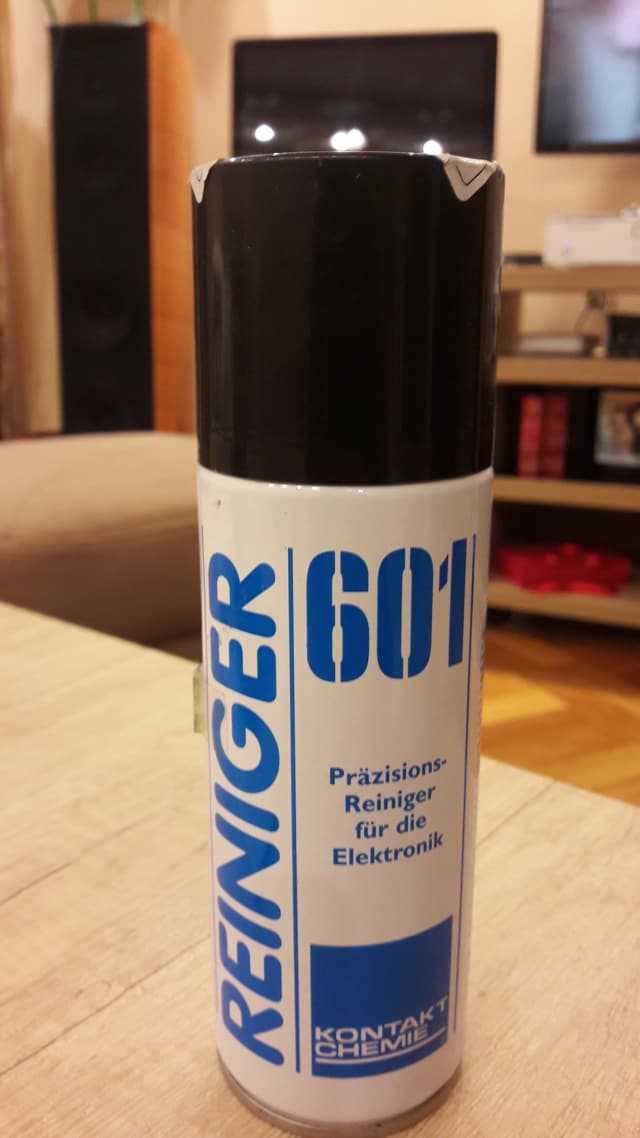 REINIGER
601
Präzisions-
Reiniger
für die
Elektronik
KONTAKT
CHEMIE